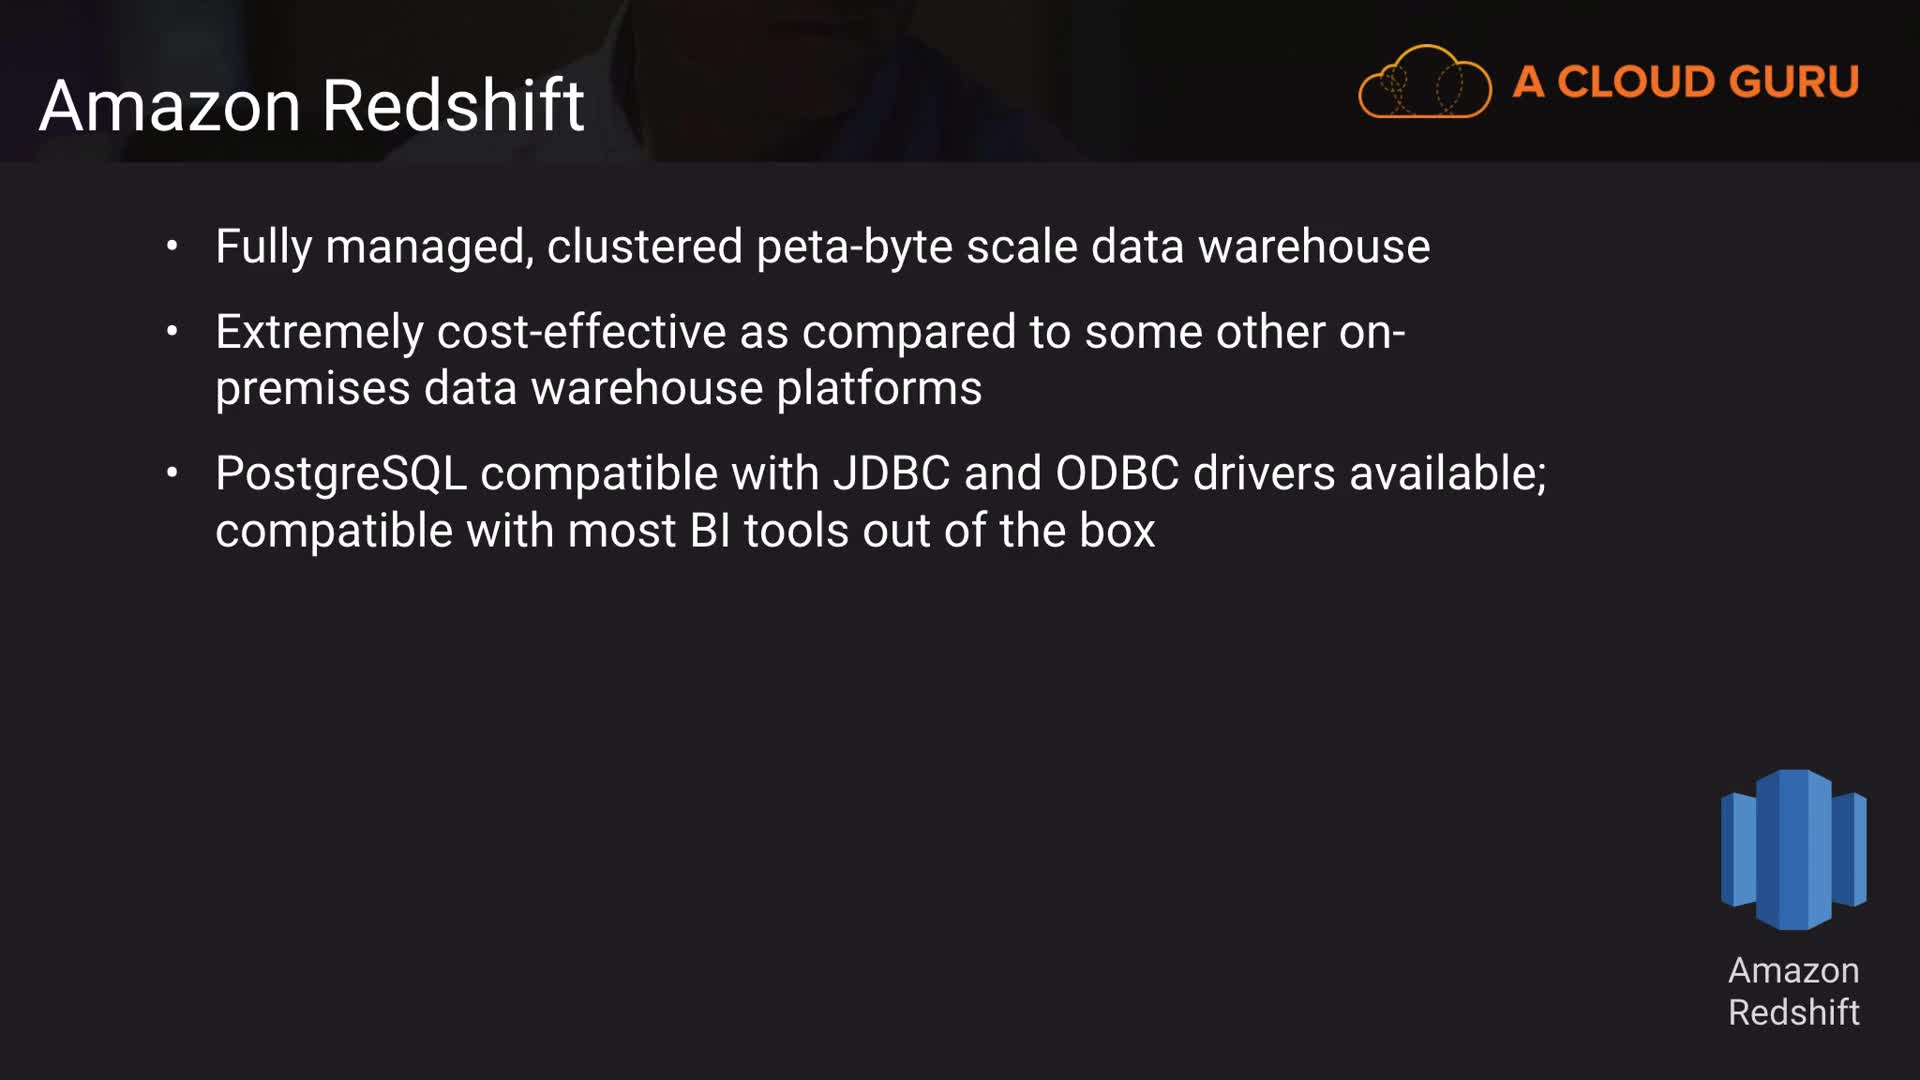 Amazon Redshift
A CLOUD GURU
• Fully managed, clustered peta-byte scale data warehouse
• Extremely cost-effective as compared to some other on-
premises data warehouse platforms
• PostgreSQL compatible with JDBC and ODBC drivers available;
compatible with most BI tools out of the box
Amazon
Redshift